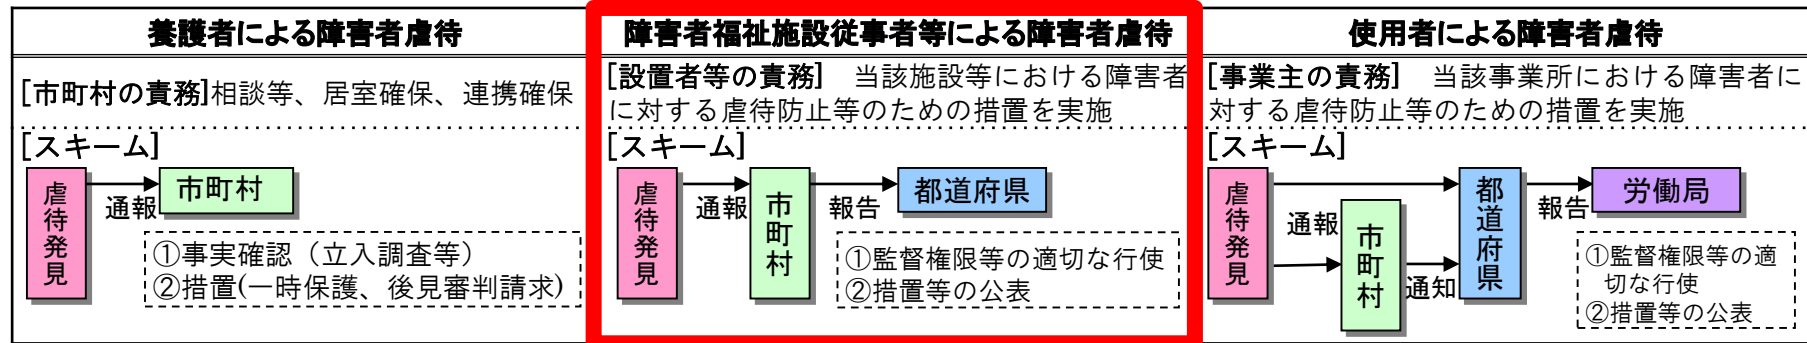 養護者による障害者虐待
[市町村の責務]相談等、居室確保、連携確保
[スキーム]
虐待発見
通報
市町村
①事実確認（立入調査等）
②措置(一時保護、後見審判請求)
障害者福祉施設従事者等による障害者虐待
[設置者等の責務]　当該施設等における障害者
に対する虐待防止等のための措置を実施
[スキーム]
虐待発見
通報
市町村
報告
都道府県
①監督権限等の適切な行使
②措置等の公表
使用者による障害者虐待
[事業主の責務]　当該事業所における障害者に
対する虐待防止等のための措置を実施
[スキーム]
虐待発見
通報
市町村
通知
都道府県
報告
労働局
①監督権限等の適
切な行使
②措置等の公表